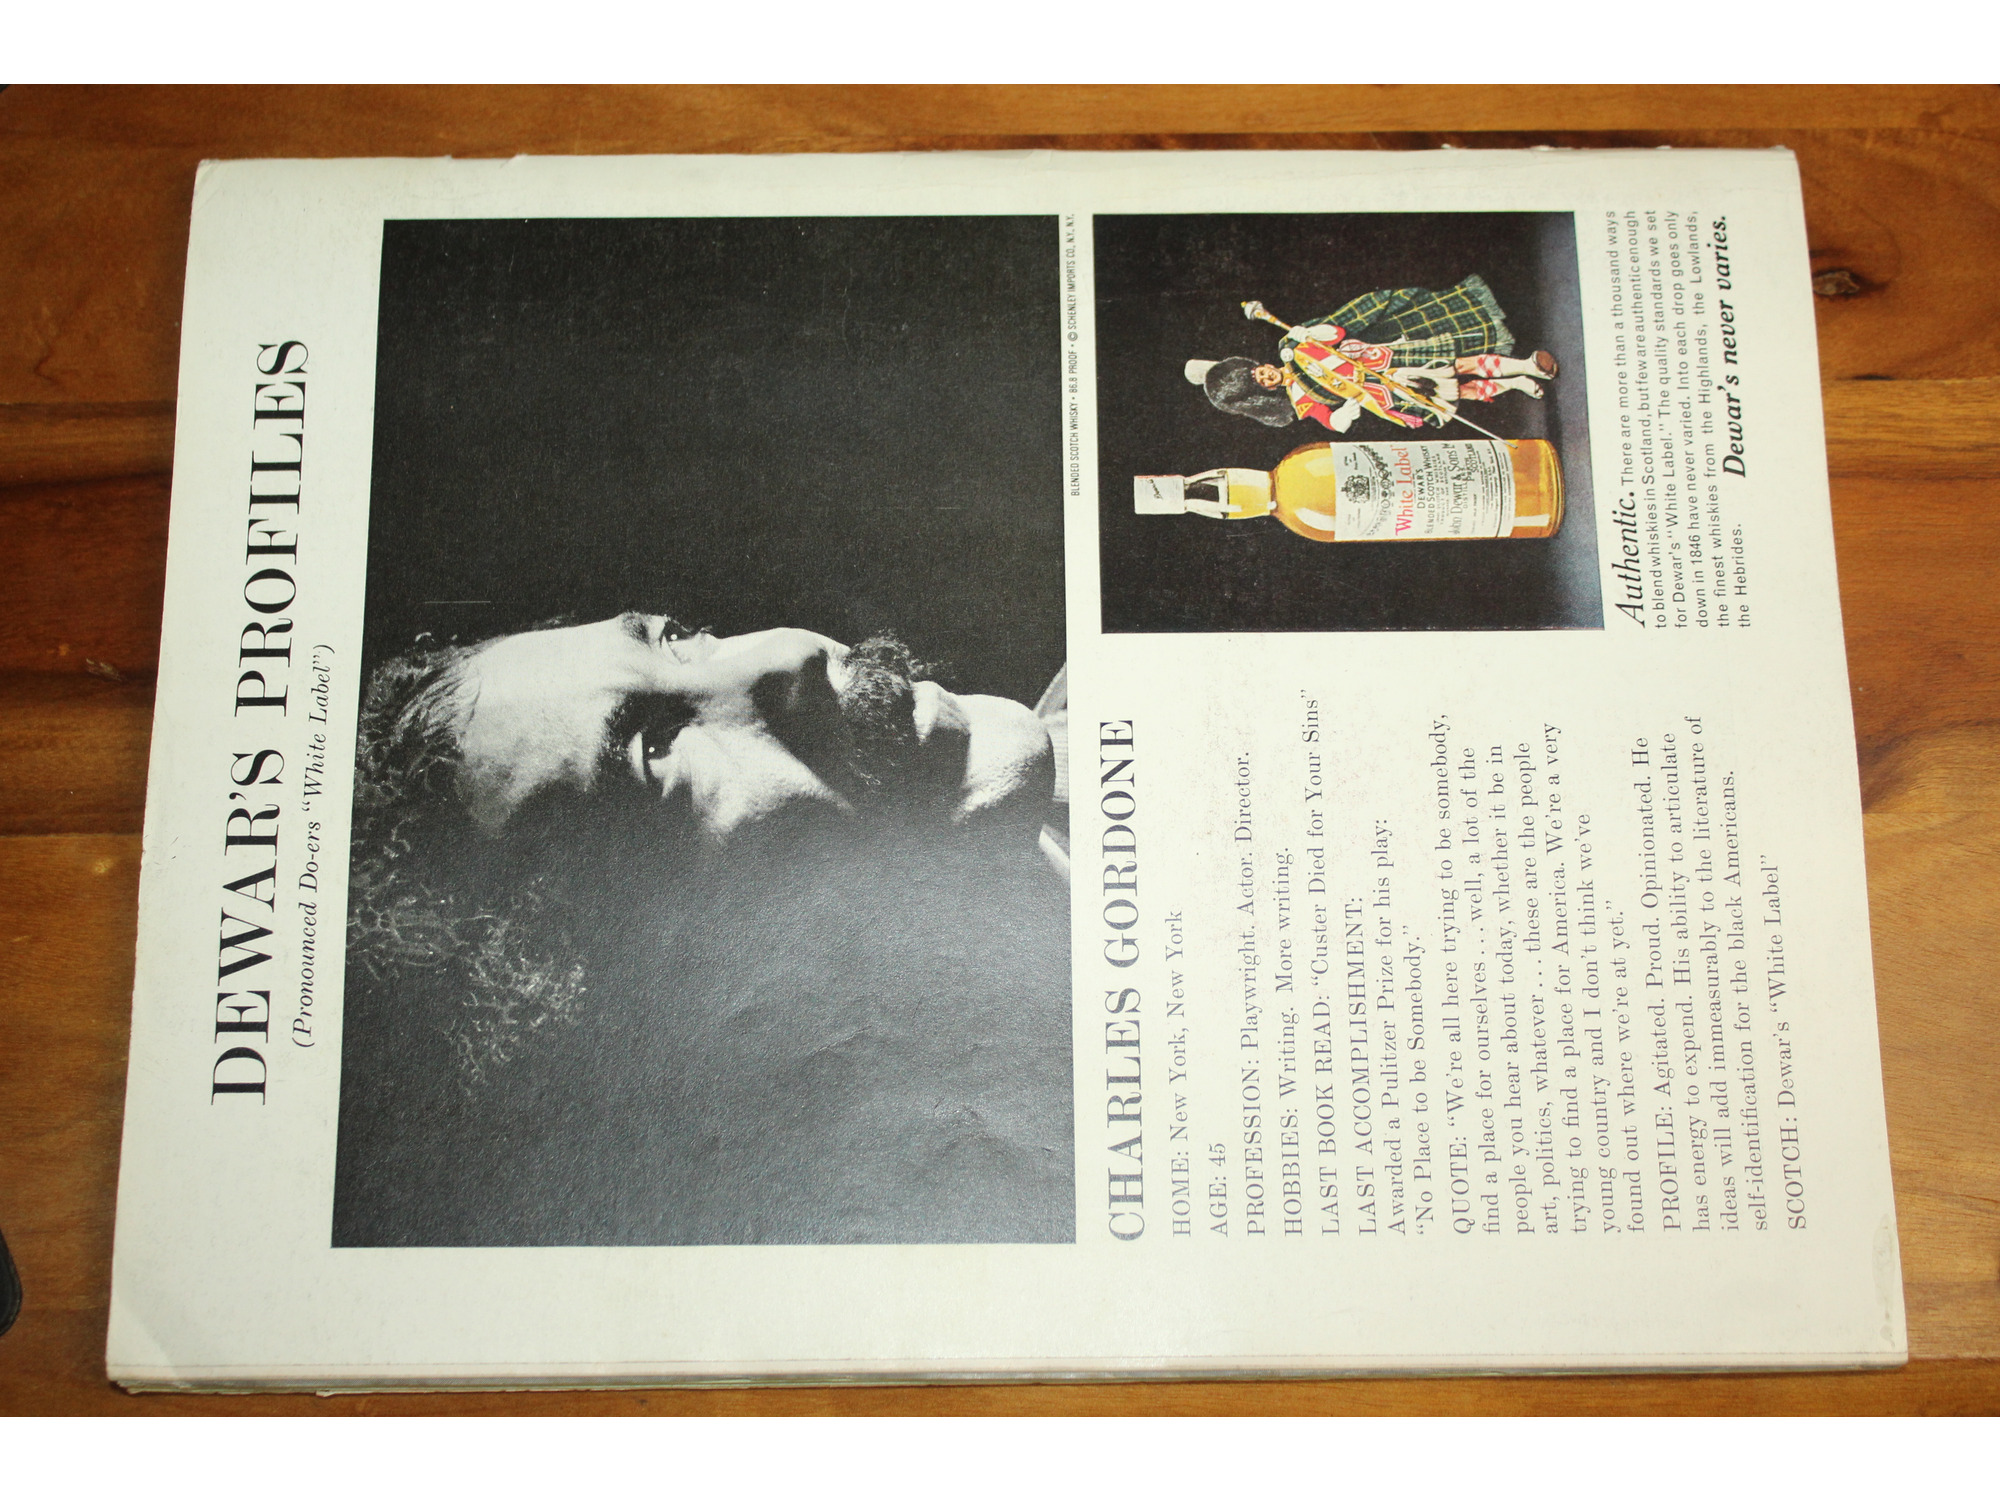 DEWAR'S PROFILES
(Pronounced Do-ers “White Label”)
BLENDED SCOTCH WHISKY • 86.8 PROOF • © SCHENLEY IMPORTS CO., N.Y., N.Y.
CHARLES GORDONE
HOME: New York, New York
AGE: 45
PROFESSION: Playwright. Actor. Director.
HOBBIES: Writing. More writing.
LAST BOOK READ: “Custer Died for Your Sins”
LAST ACCOMPLISHMENT:
Awarded a Pulitzer Prize for his play:
“No Place to be Somebody.”
QUOTE: “We're all here trying to be somebody,
find a place for ourselves . . . well, a lot of the
people you hear about today, whether it be in
art, politics, whatever . . . these are the people
trying to find a place for America. We're a very
young country and I don't think we've
found out where we're at yet.”
PROFILE: Agitated. Proud. Opinionated. He
has energy to expend. His ability to articulate
ideas will add immeasurably to the literature of
self-identification for the black Americans.
SCOTCH: Dewar's “White Label”
White Label
DEWAR'S
BLENDED SCOTCH WHISKY
John Dewar & Sons
Authentic. There are more than a thousand ways
to blend whiskies in Scotland, but few are authentic enough
for Dewar's “White Label.” The quality standards we set
down in 1846 have never varied. Into each drop goes only
the finest whiskies from the Highlands, the Lowlands,
the Hebrides. Dewar's never varies.